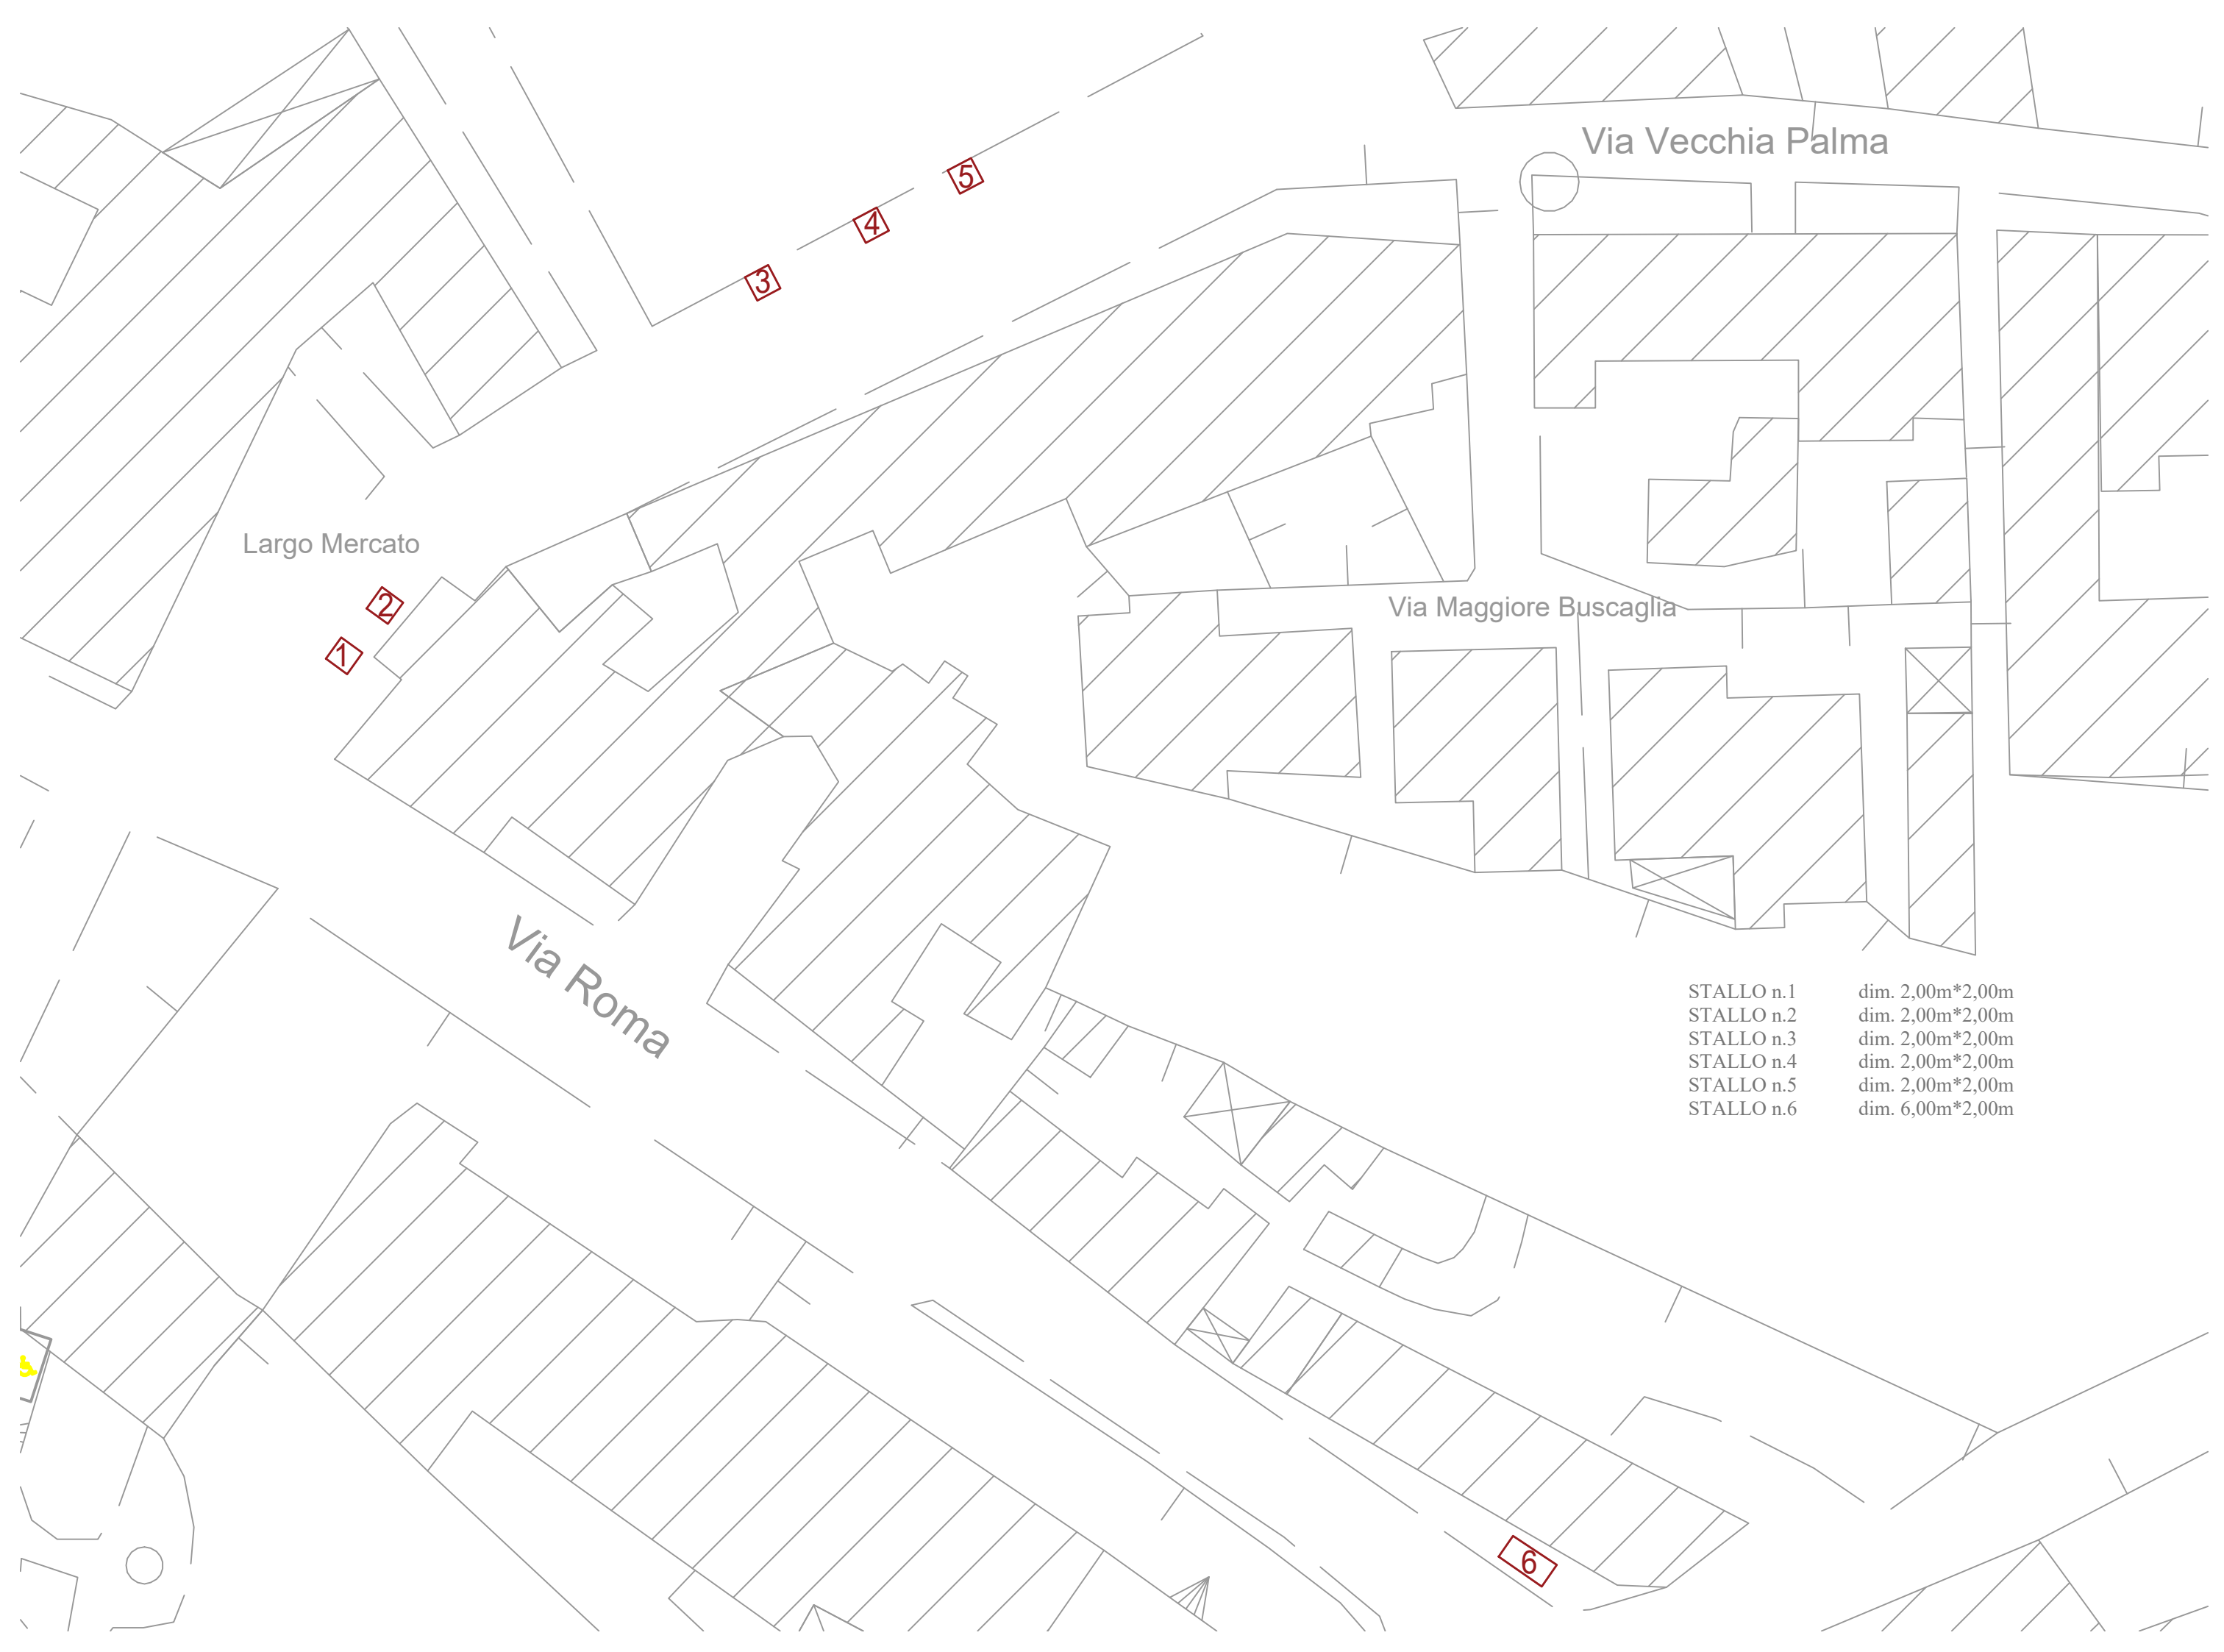 Via Vecchia Palma
5
4
3
Largo Mercato
2
1
Via Maggiore Buscaglia
Via Roma
STALLO n.1 dim. 2,00m*2,00m
STALLO n.2 dim. 2,00m*2,00m
STALLO n.3 dim. 2,00m*2,00m
STALLO n.4 dim. 2,00m*2,00m
STALLO n.5 dim. 2,00m*2,00m
STALLO n.6 dim. 6,00m*2,00m
6